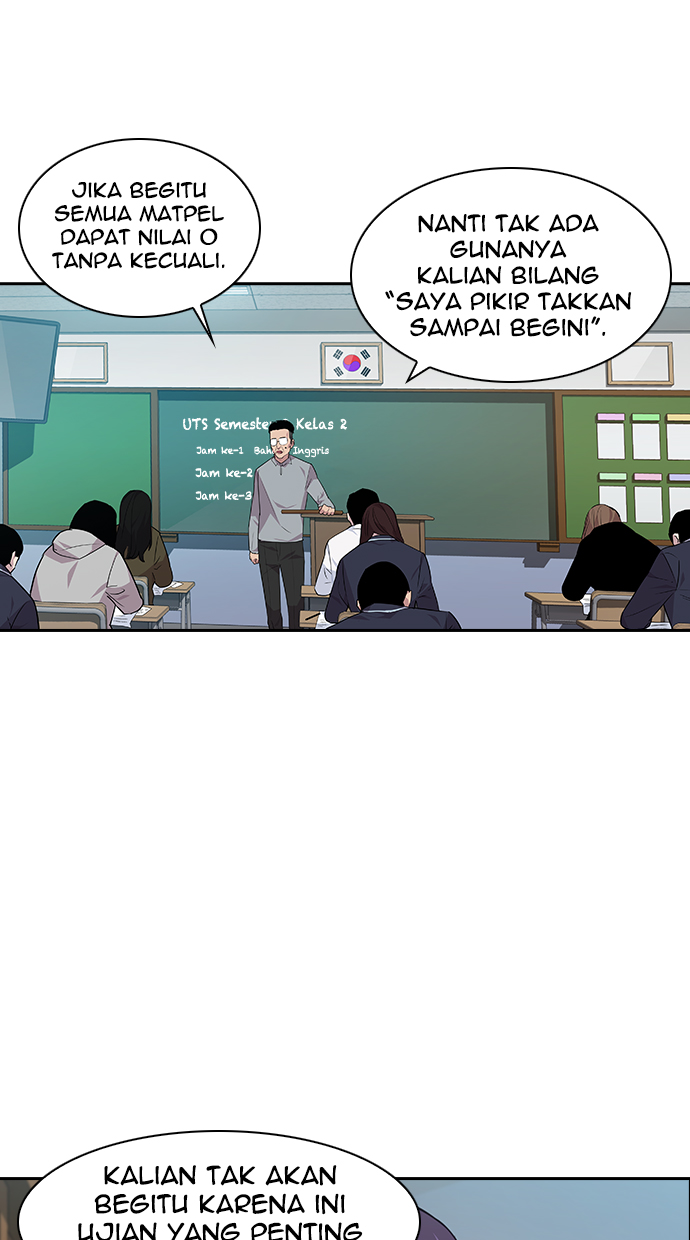 JIKA BEGITU
SEMUA MATPEL
DAPAT NILAI 0
TANPA KECUALI.
NANTI TAK ADA
GUNANYA
KALIAN BILANG
“SAYA PIKIR TAKKAN
SAMPAI BEGINI”.
UTS Kelas 2
Jam ke-1 Inggris
Jam ke-2
Jam ke-3
KALIAN TAK AKAN
BEGITU KARENA INI
UJIAN YANG PENTING